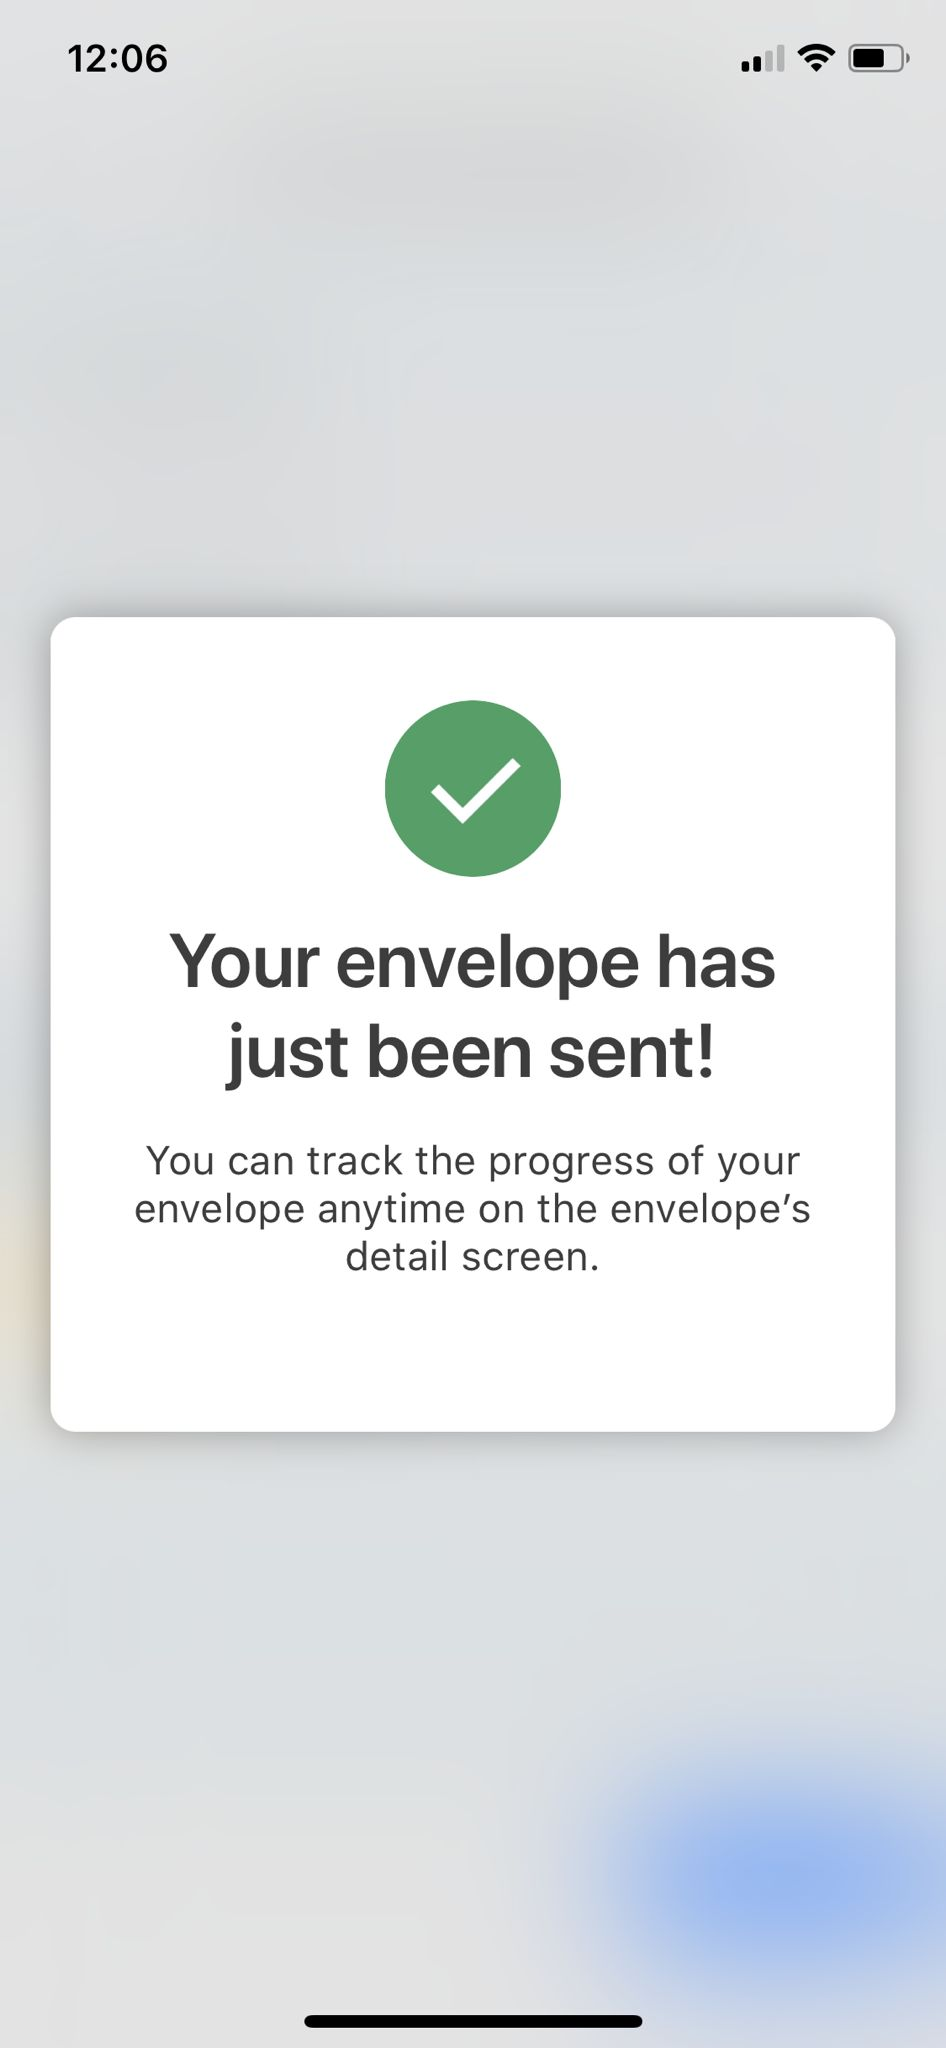 12:06
Your envelope has
just been sent!
You can track the progress of your
envelope anytime on the envelope’s
detail screen.